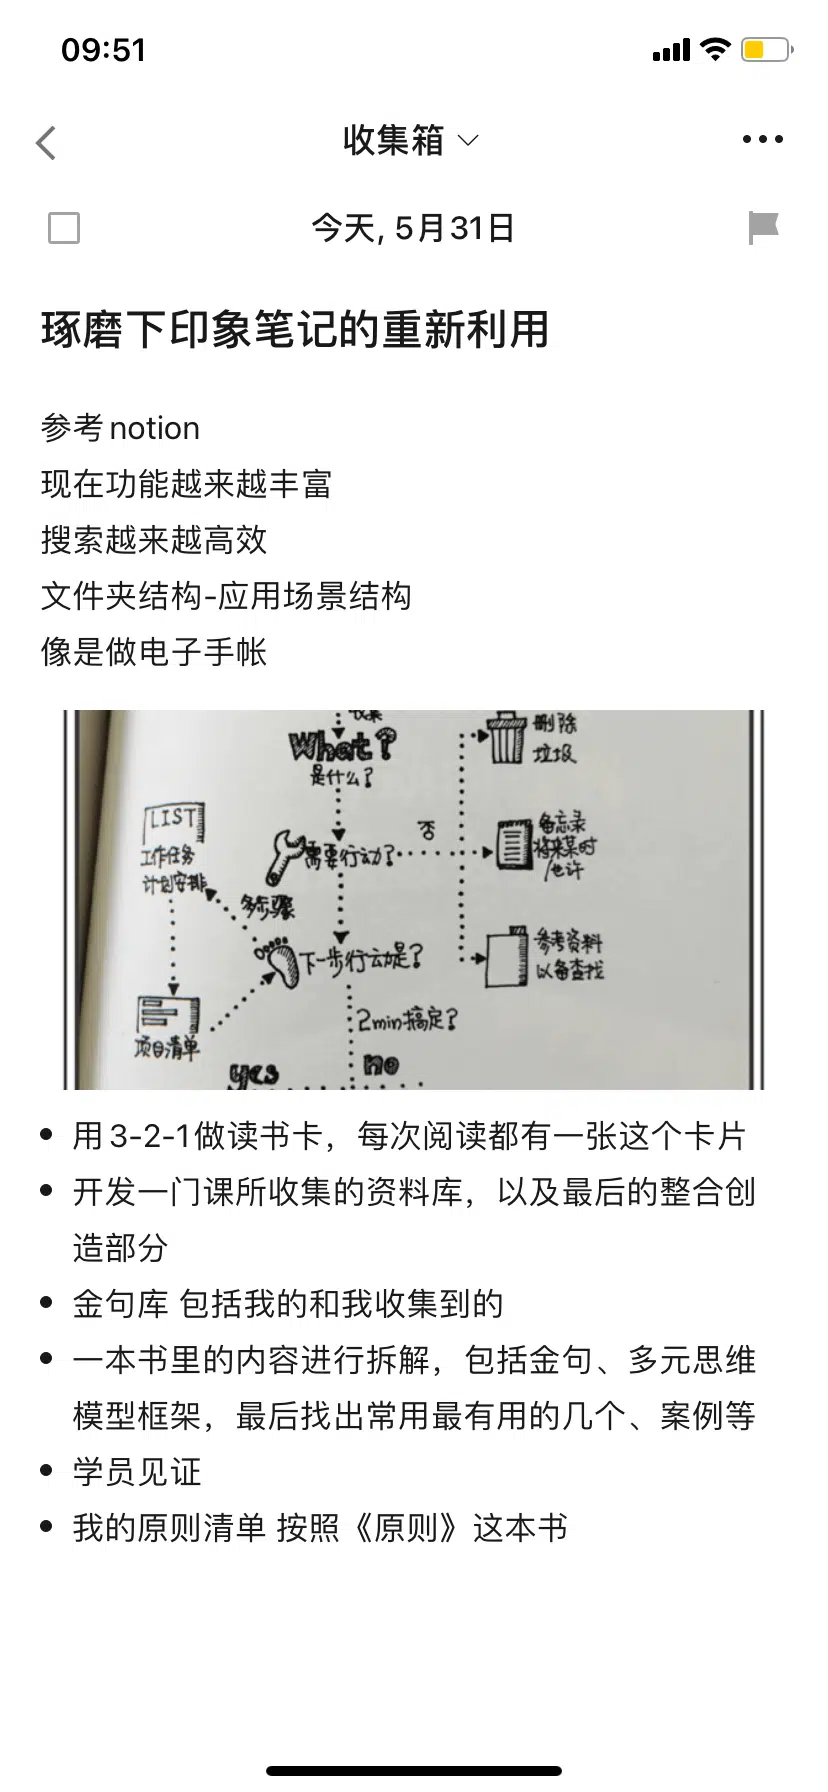 09:51
收集箱
今天, 5月31日
琢磨下印象笔记的重新利用
参考notion
现在功能越来越丰富
搜索越来越高效
文件夹结构-应用场景结构
像是做电子手帐
What?
是什么?
删除
垃圾
LIST
工作任务
计划安排
需要行动?
否
备忘录
将来某时
/也许
多步骤
下一步行动是?
参考资料
以备查找
2min搞定?
项目清单
yes
no
用3-2-1做读书卡，每次阅读都有一张这个卡片
开发一门课所收集的资料库，以及最后的整合创
造部分
金句库 包括我的和我收集到的
一本书里的内容进行拆解，包括金句、多元思维
模型框架，最后找出常用最有用的几个、案例等
学员见证
我的原则清单 按照《原则》这本书